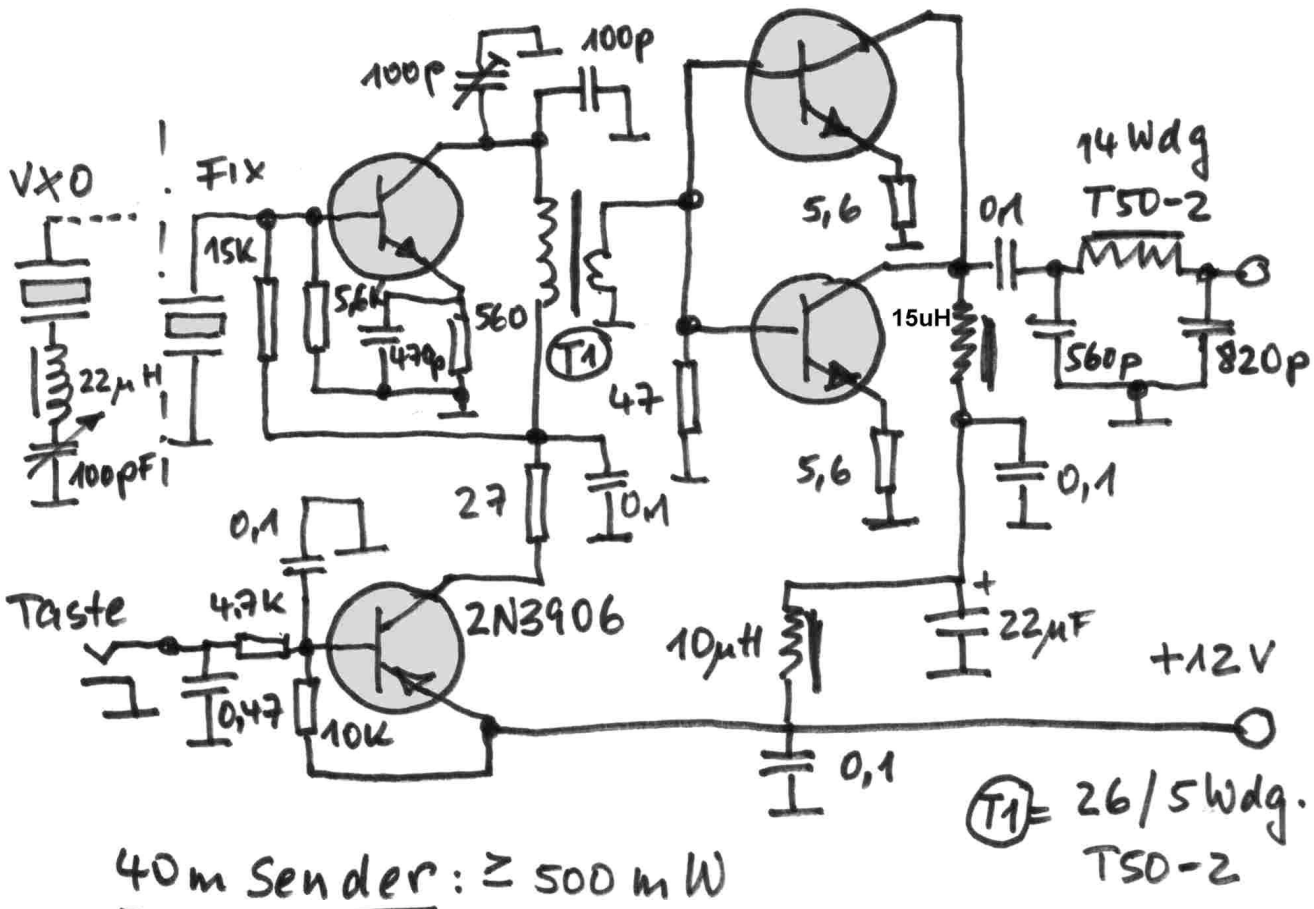 100p
100p
VXO
FIX
15K
5,6K
470p
560
T1
22µH
100pF
5,6
47
5,6
0,1
14 Wdg
T50-2
15uH
560p
820p
0,1
27
0,1
0,1
Taste
4,7K
2N3906
0,47
10K
10µH
+
22µF
+12V
0,1
T1 = 26/5 Wdg.
T50-2
40m Sender: ≥ 500 mW